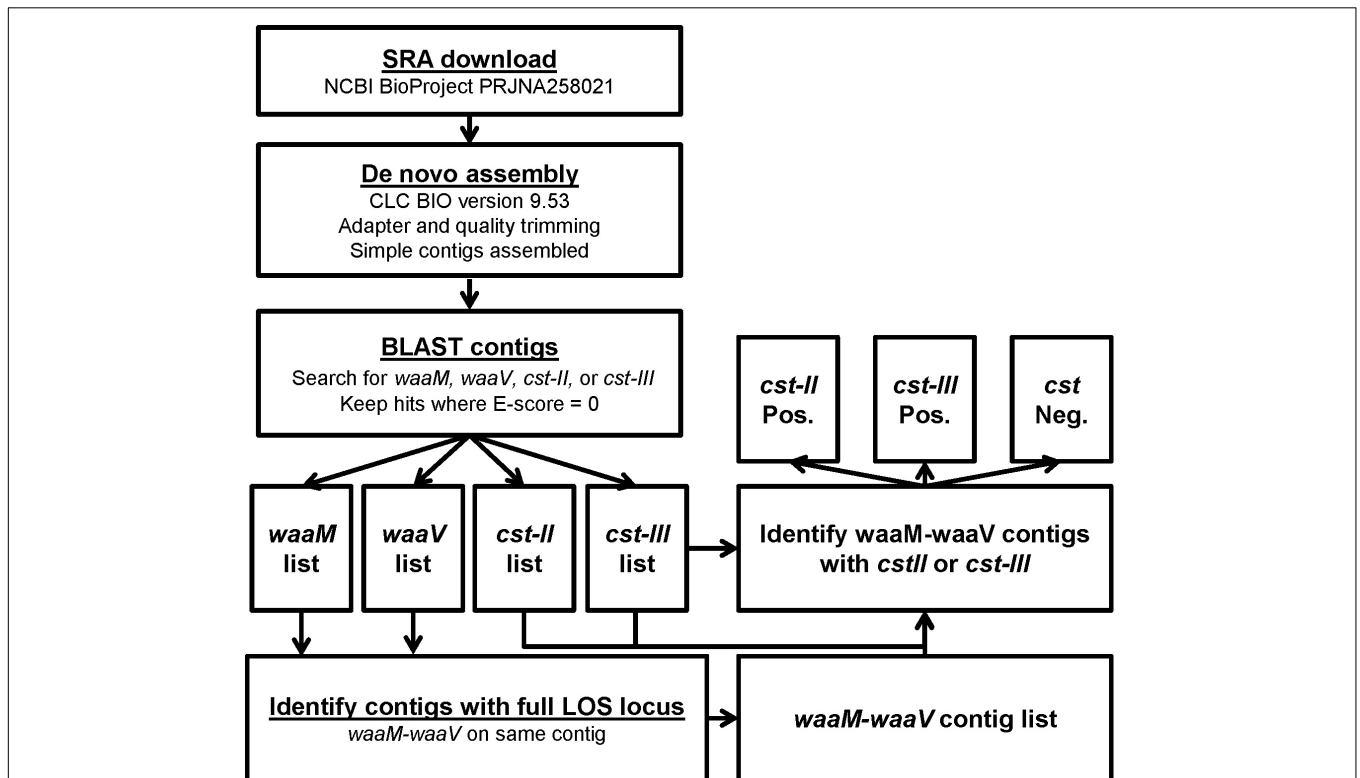 SRA download
NCBI BioProject PRJNA258021
De novo assembly
CLC BIO version 9.53
Adapter and quality trimming
Simple contigs assembled
BLAST contigs
Search for waaM, waaV, cst-II, or cst-III
Keep hits where E-score = 0
cst-II
Pos.
cst-III
Pos.
cst
Neg.
waaM
list
waaV
list
cst-II
list
cst-III
list
Identify waaM-waaV contigs
with cstII or cst-III
Identify contigs with full LOS locus
waaM-waaV on same contig
waaM-waaV contig list